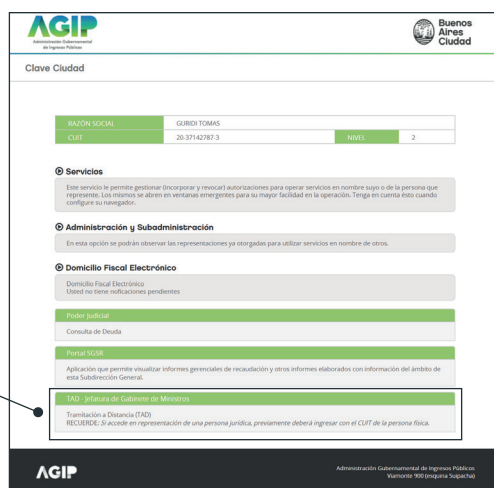 AGIP
Administración Gubernamental
de Ingresos Públicos
Buenos
Aires
Ciudad
Clave Ciudad
RAZÓN SOCIAL GURIDI TOMAS
CUIT 20-37142787-3 NIVEL 2
Servicios
Este servicio le permite gestionar (incorporar y revocar) autorizaciones para operar servicios en nombre suyo o de la persona que
represente. Los mismos se abren en ventanas emergentes para su mayor facilidad en la operación. Tenga en cuenta ésto cuando
configure su navegador.
Administración y Subadministración
En esta opción se podrán observar las representaciones ya otorgadas para utilizar servicios en nombre de otros.
Domicilio Fiscal Electrónico
Domicilio Fiscal Electrónico
Usted no tiene noficaciones pendientes
Poder Judicial
Consulta de Deuda
Portal SGSR
Aplicación que permite visualizar informes gerenciales de recaudación y otros informes elaborados con información del ámbito de
esta Subdirección General.
TAD - Jefatura de Gabinete de Ministros
Tramitación a Distancia (TAD)
RECUERDE: Si accede en representación de una persona jurídica, previamente deberá ingresar con el CUIT de la persona física.
AGIP
Administración Gubernamental de Ingresos Públicos
Viamonte 900 (esquina Suipacha)